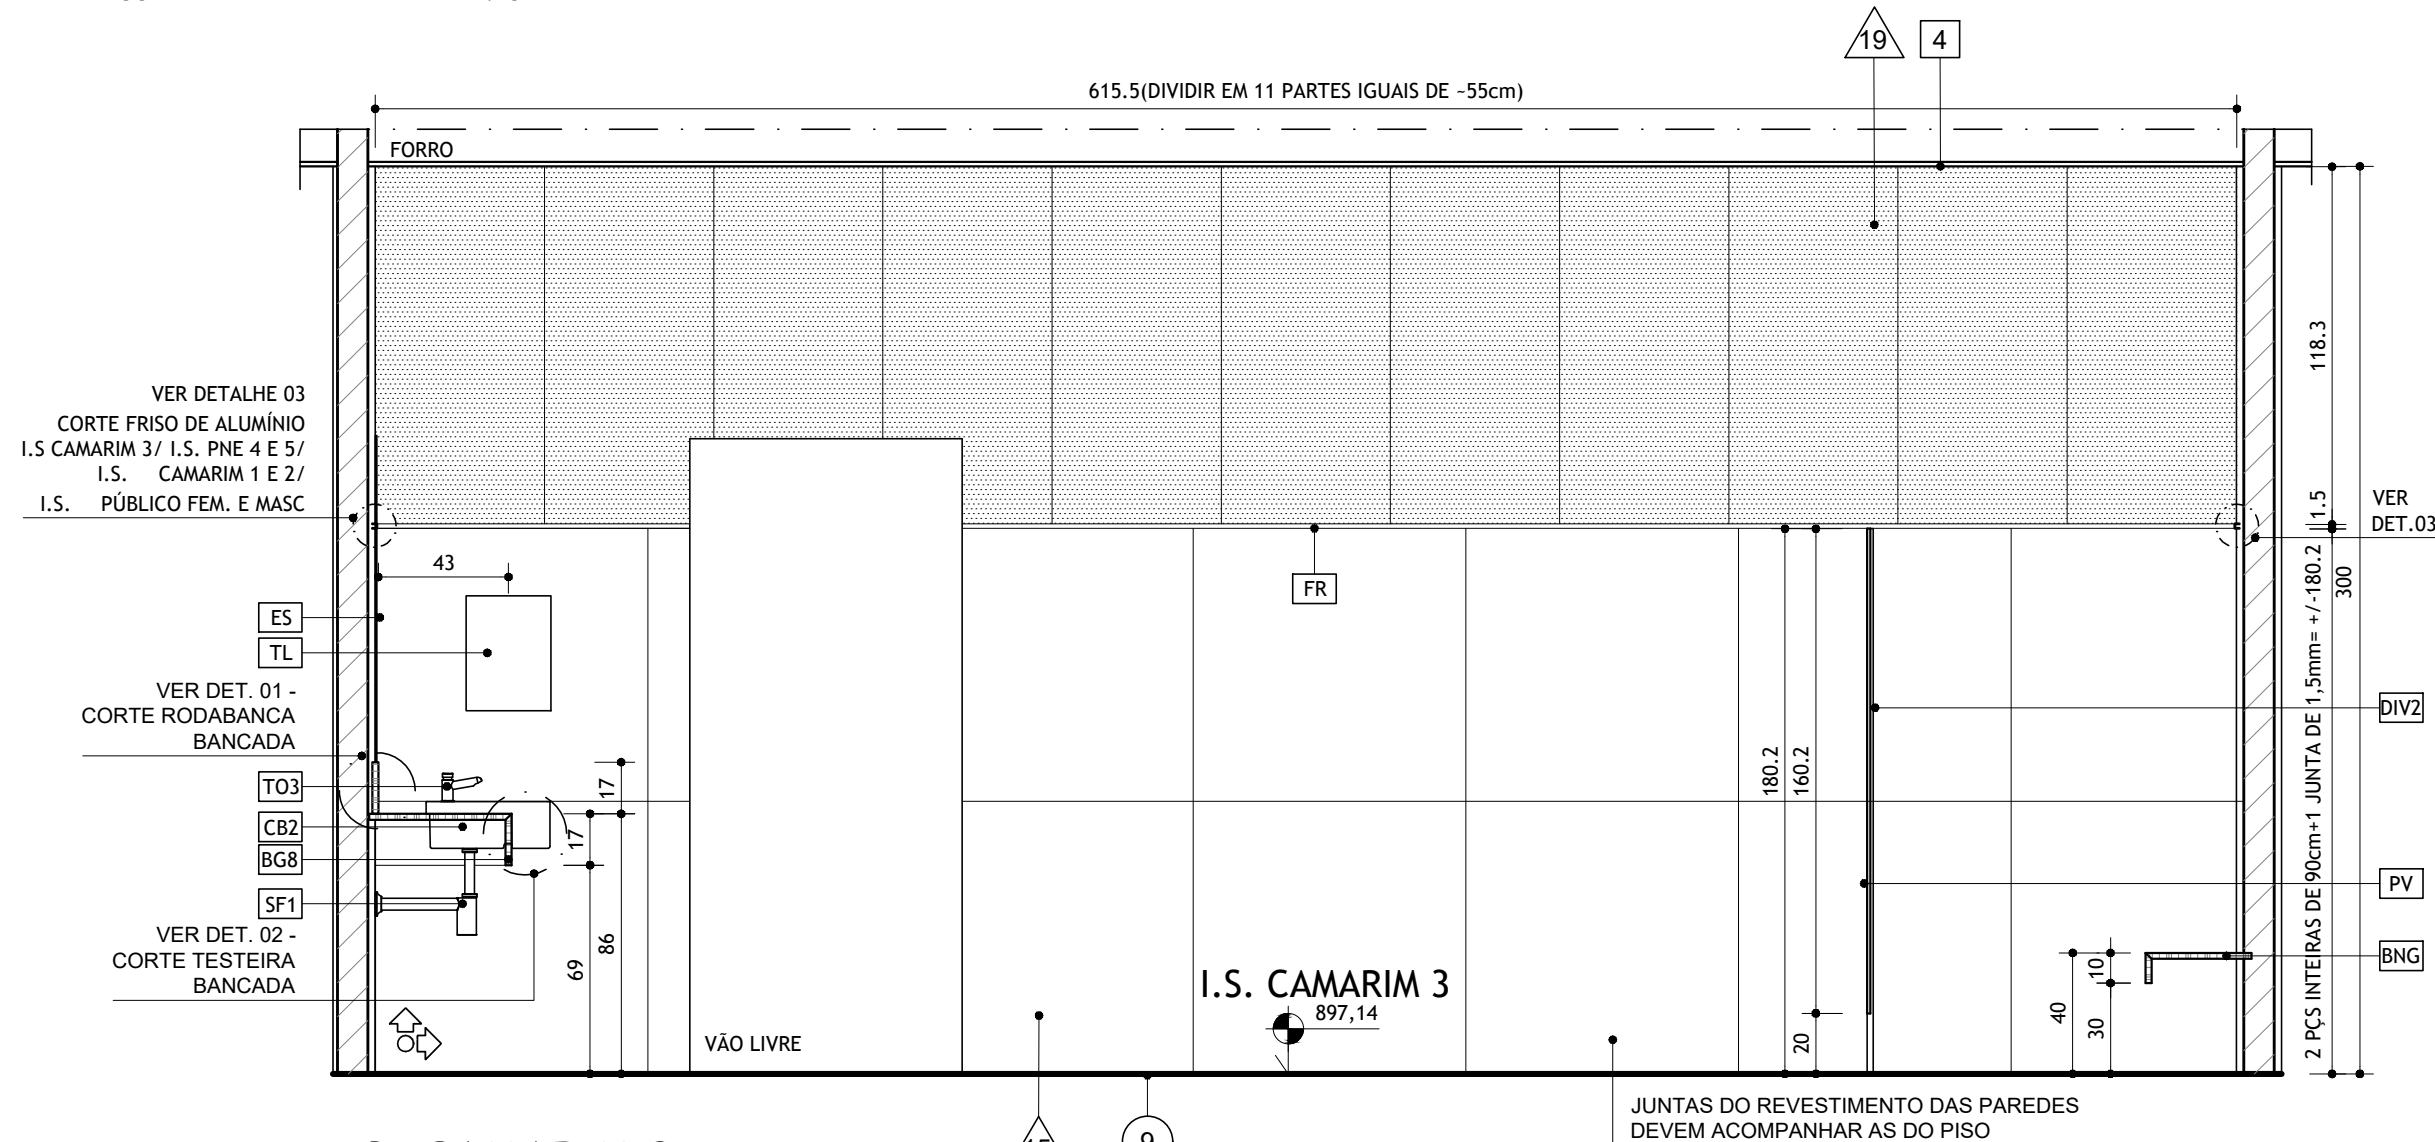 19
4
615.5(DIVIDIR EM 11 PARTES IGUAIS DE ~55cm)
FORRO
118.3
VER DETALHE 03
CORTE FRISO DE ALUMÍNIO
I.S CAMARIM 3/ I.S. PNE 4 E 5/
I.S. CAMARIM 1 E 2/
I.S. PÚBLICO FEM. E MASC
1.5
VER
DET.03
43
FR
300
2 PÇS INTEIRAS DE 90cm+1 JUNTA DE 1,5mm= +/-180.2
ES
TL
VER DET. 01 -
CORTE RODABANCA
BANCADA
DIV2
180.2
160.2
TO3
17
CB2
17
BG8
PV
SF1
VER DET. 02 -
CORTE TESTEIRA
BANCADA
69
86
BNG
10
40
30
I.S. CAMARIM 3
897,14
VÃO LIVRE
20
15
9
JUNTAS DO REVESTIMENTO DAS PAREDES
DEVEM ACOMPANHAR AS DO PISO